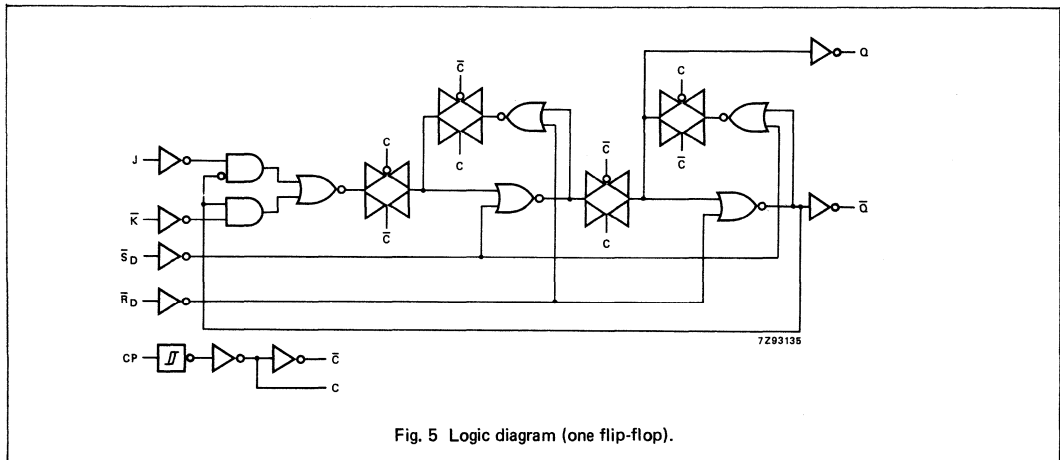 C̅
C
Q
J
C
C̅
C
C̅
K̅
C̅
C
Q̅
S̅D
R̅D
7Z93135
CP
C̅
C
Fig. 5 Logic diagram (one flip-flop).